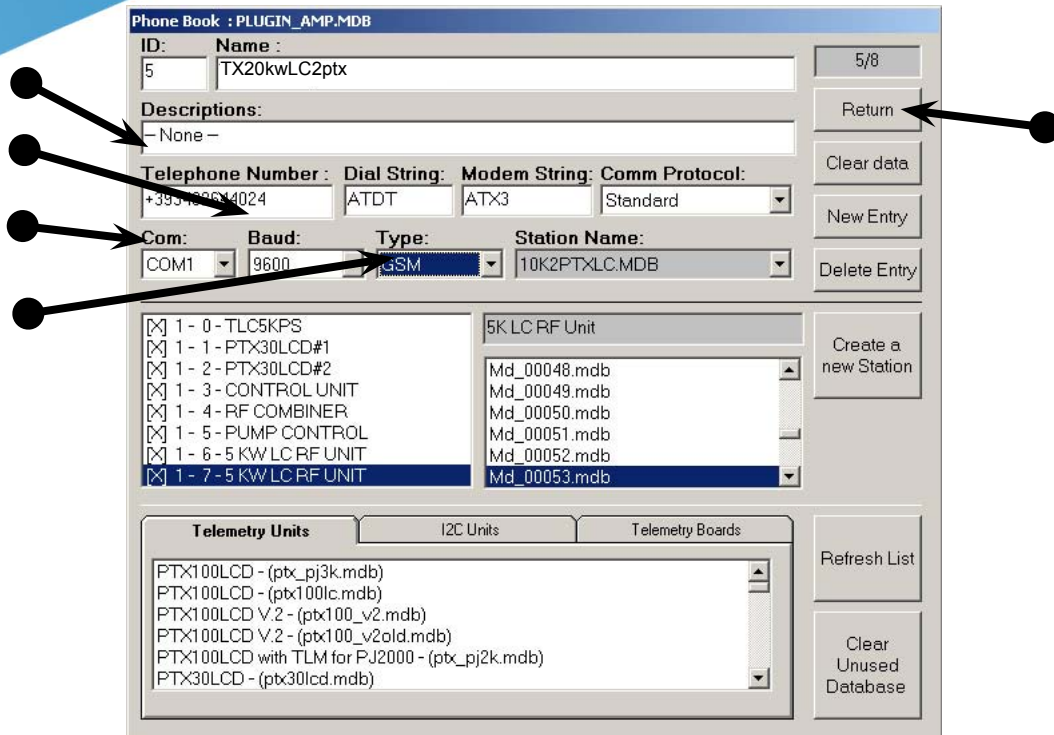 Phone Book : PLUGIN_AMP.MDB
ID: Name :
5 TX20kwLC2ptx
5/8
Descriptions:
– None –
Return
Telephone Number : Dial String: Modem String: Comm Protocol:
ATDT ATX3 Standard
Clear data
New Entry
Com: Baud: Type: Station Name:
COM1 9600 GSM 10K2PTXLC.MDB
Delete Entry
[X] 1 - 0 - TLC5KPS
[X] 1 - 1 - PTX30LCD#1
[X] 1 - 2 - PTX30LCD#2
[X] 1 - 3 - CONTROL UNIT
[X] 1 - 4 - RF COMBINER
[X] 1 - 5 - PUMP CONTROL
[X] 1 - 6 - 5 KW LC RF UNIT
[X] 1 - 7 - 5 KW LC RF UNIT
5K LC RF Unit
Md_00048.mdb
Md_00049.mdb
Md_00050.mdb
Md_00051.mdb
Md_00052.mdb
Md_00053.mdb
Create a
new Station
Telemetry Units I2C Units Telemetry Boards
PTX100LCD - (ptx_pj3k.mdb)
PTX100LCD - (ptx100lc.mdb)
PTX100LCD V.2 - (ptx100_v2.mdb)
PTX100LCD V.2 - (ptx100_v2old.mdb)
PTX100LCD with TLM for PJ2000 - (ptx_pj2k.mdb)
PTX30LCD - (ptx30lcd.mdb)
Refresh List
Clear
Unused
Database